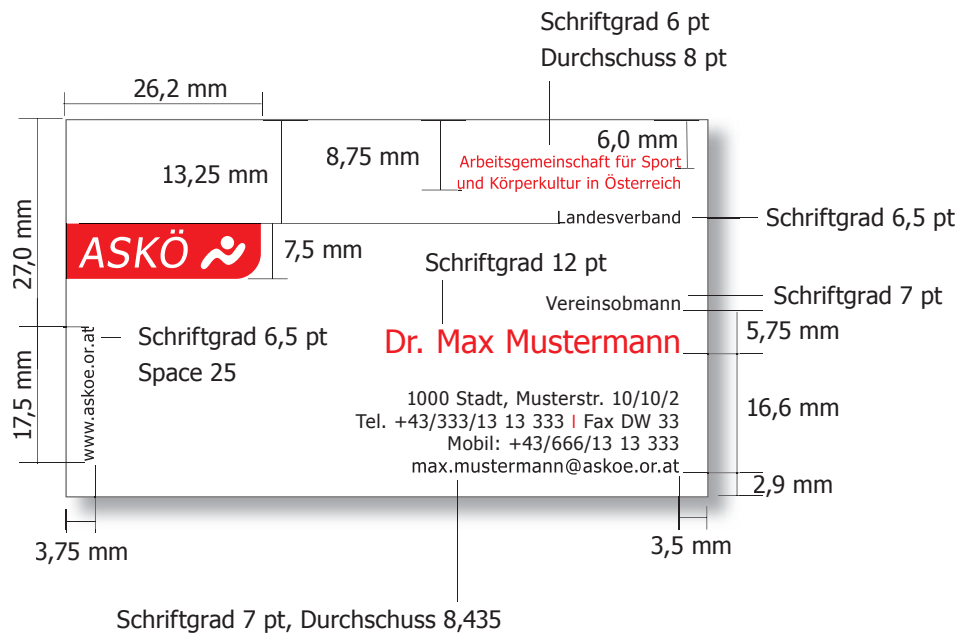 Schriftgrad 6 pt
Durchschuss 8 pt
26,2 mm
6,0 mm
8,75 mm
Arbeitsgemeinschaft für Sport
und Körperkultur in Österreich
13,25 mm
Landesverband
Schriftgrad 6,5 pt
27,0 mm
ASKÖ
7,5 mm
Schriftgrad 12 pt
Vereinsobmann
Schriftgrad 7 pt
5,75 mm
Schriftgrad 6,5 pt
Space 25
Dr. Max Mustermann
17,5 mm
www.askoe.or.at
1000 Stadt, Musterstr. 10/10/2
Tel. +43/333/13 13 333 I Fax DW 33
Mobil: +43/666/13 13 333
max.mustermann@askoe.or.at
16,6 mm
2,9 mm
3,75 mm
3,5 mm
Schriftgrad 7 pt, Durchschuss 8,435